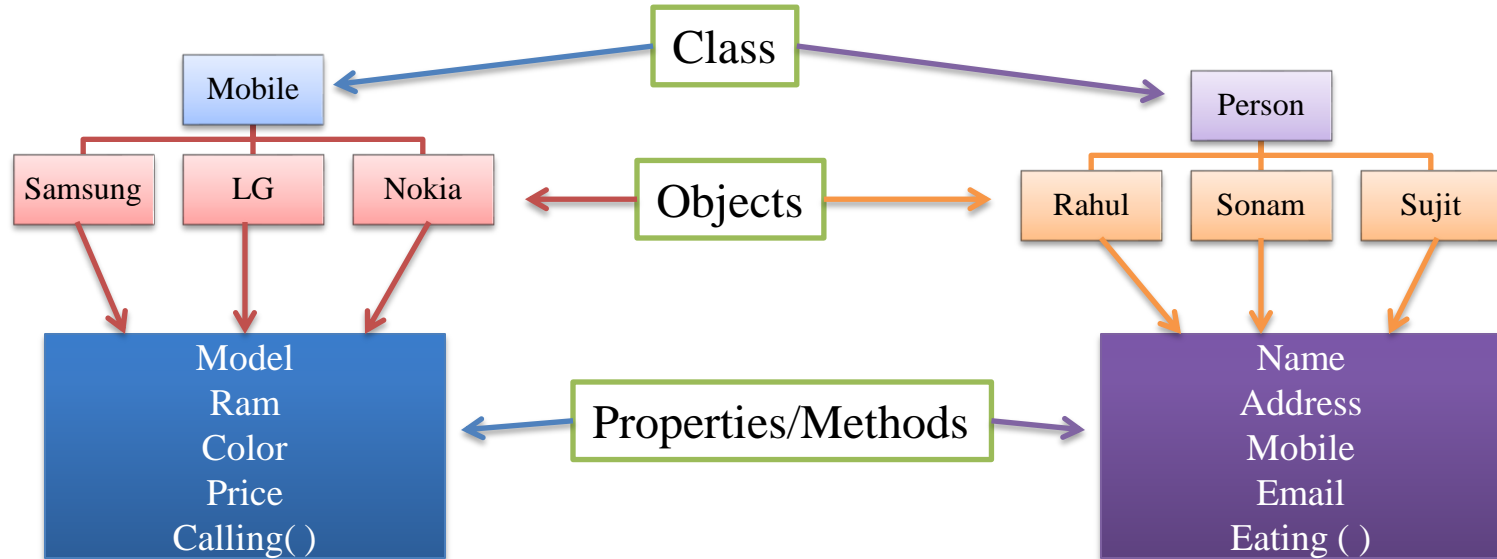 Class
Mobile
Person
Samsung
LG
Nokia
Objects
Rahul
Sonam
Sujit
Model
Ram
Color
Price
Calling( )
Properties/Methods
Name
Address
Mobile
Email
Eating ( )